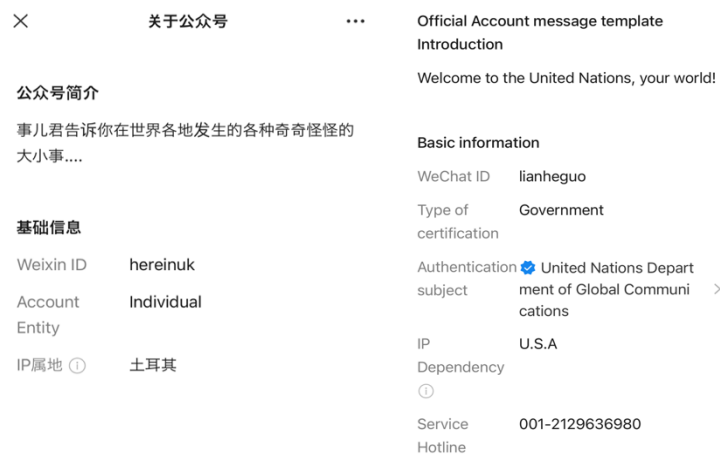 关于公众号
公众号简介
事儿君告诉你在世界各地发生的各种奇奇怪怪的
大小事....
基础信息
Weixin ID hereinuk
Account Individual
Entity
IP属地 土耳其
Official Account message template
Introduction
Welcome to the United Nations, your world!
Basic information
WeChat ID lianheguo
Type of Government
certification
Authentication United Nations Depart
subject ment of Global Communi
cations
IP U.S.A
Dependency
Service 001-2129636980
Hotline